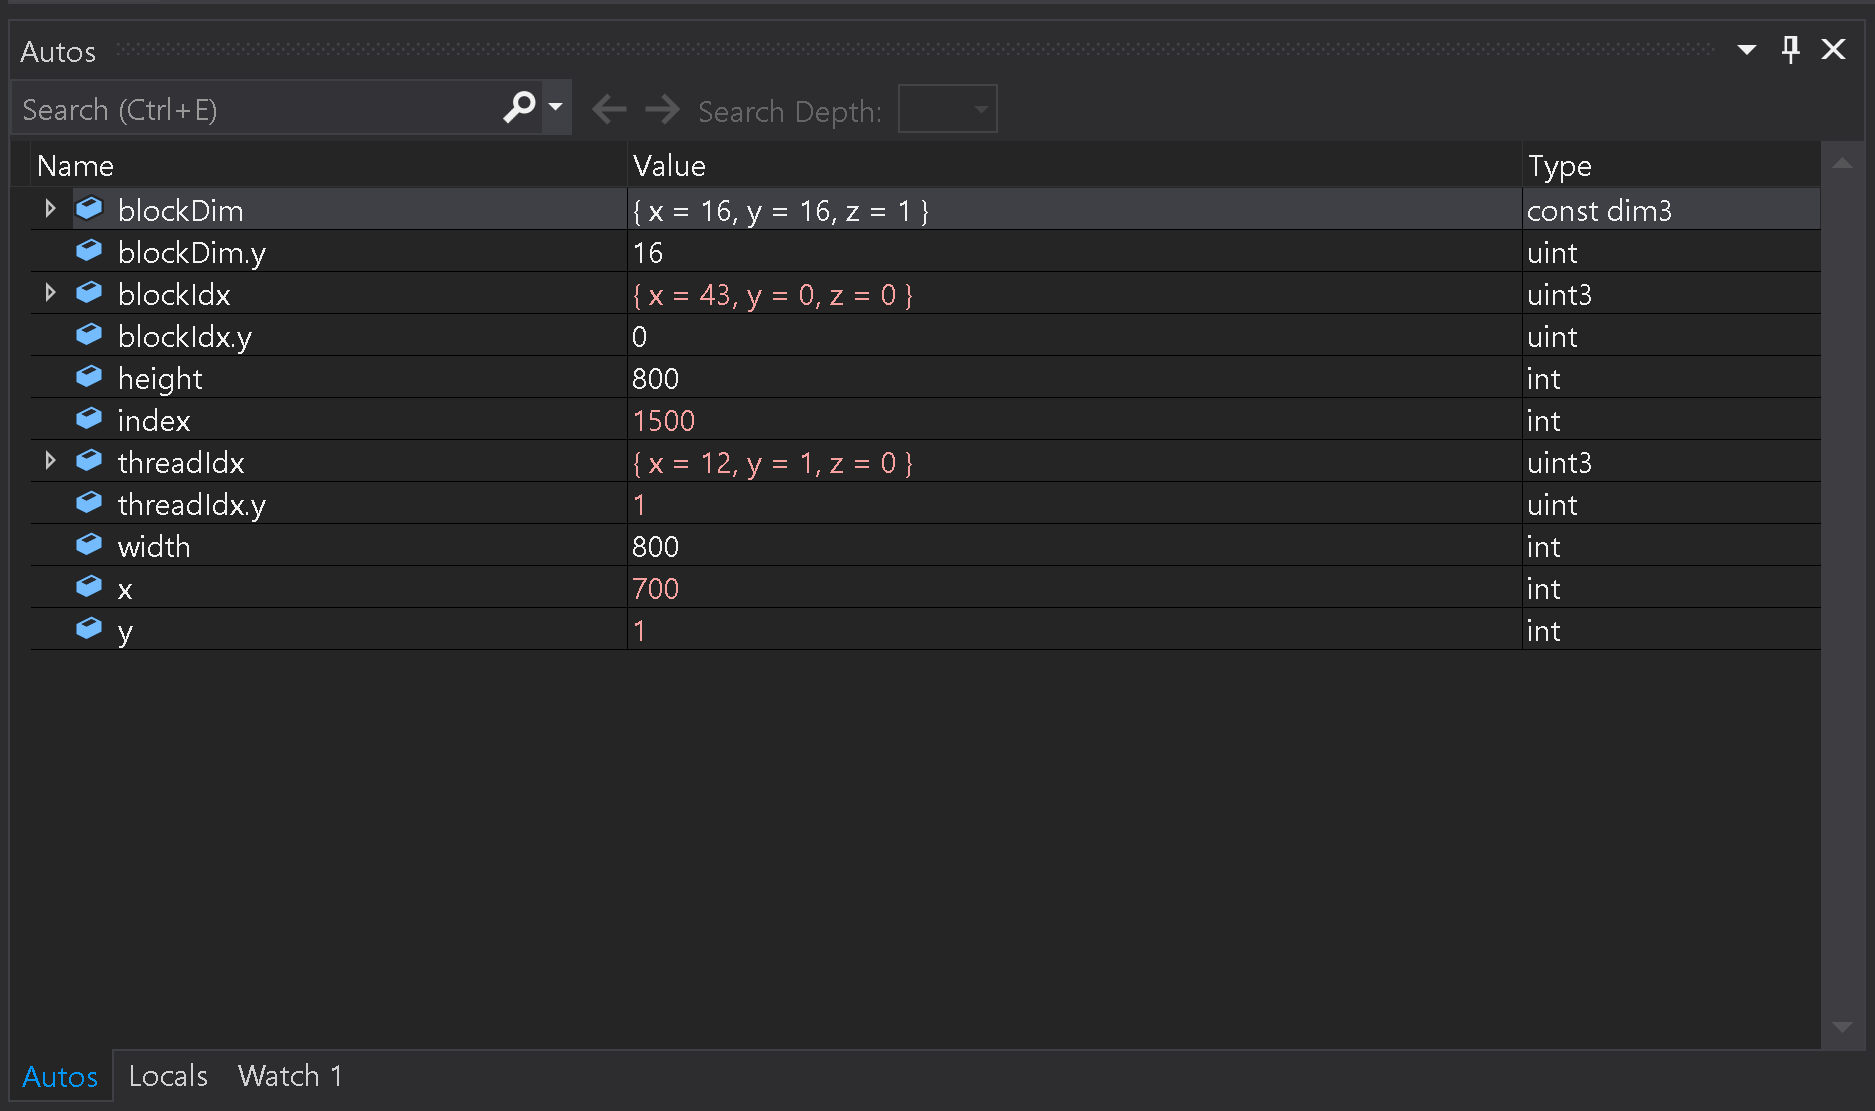 Autos
Search (Ctrl+E) Search Depth:
Name Value Type
blockDim { x = 16, y = 16, z = 1 } const dim3
blockDim.y 16 uint
blockIdx { x = 43, y = 0, z = 0 } uint3
blockIdx.y 0 uint
height 800 int
index 1500 int
threadIdx { x = 12, y = 1, z = 0 } uint3
threadIdx.y 1 uint
width 800 int
x 700 int
y 1 int
Autos Locals Watch 1